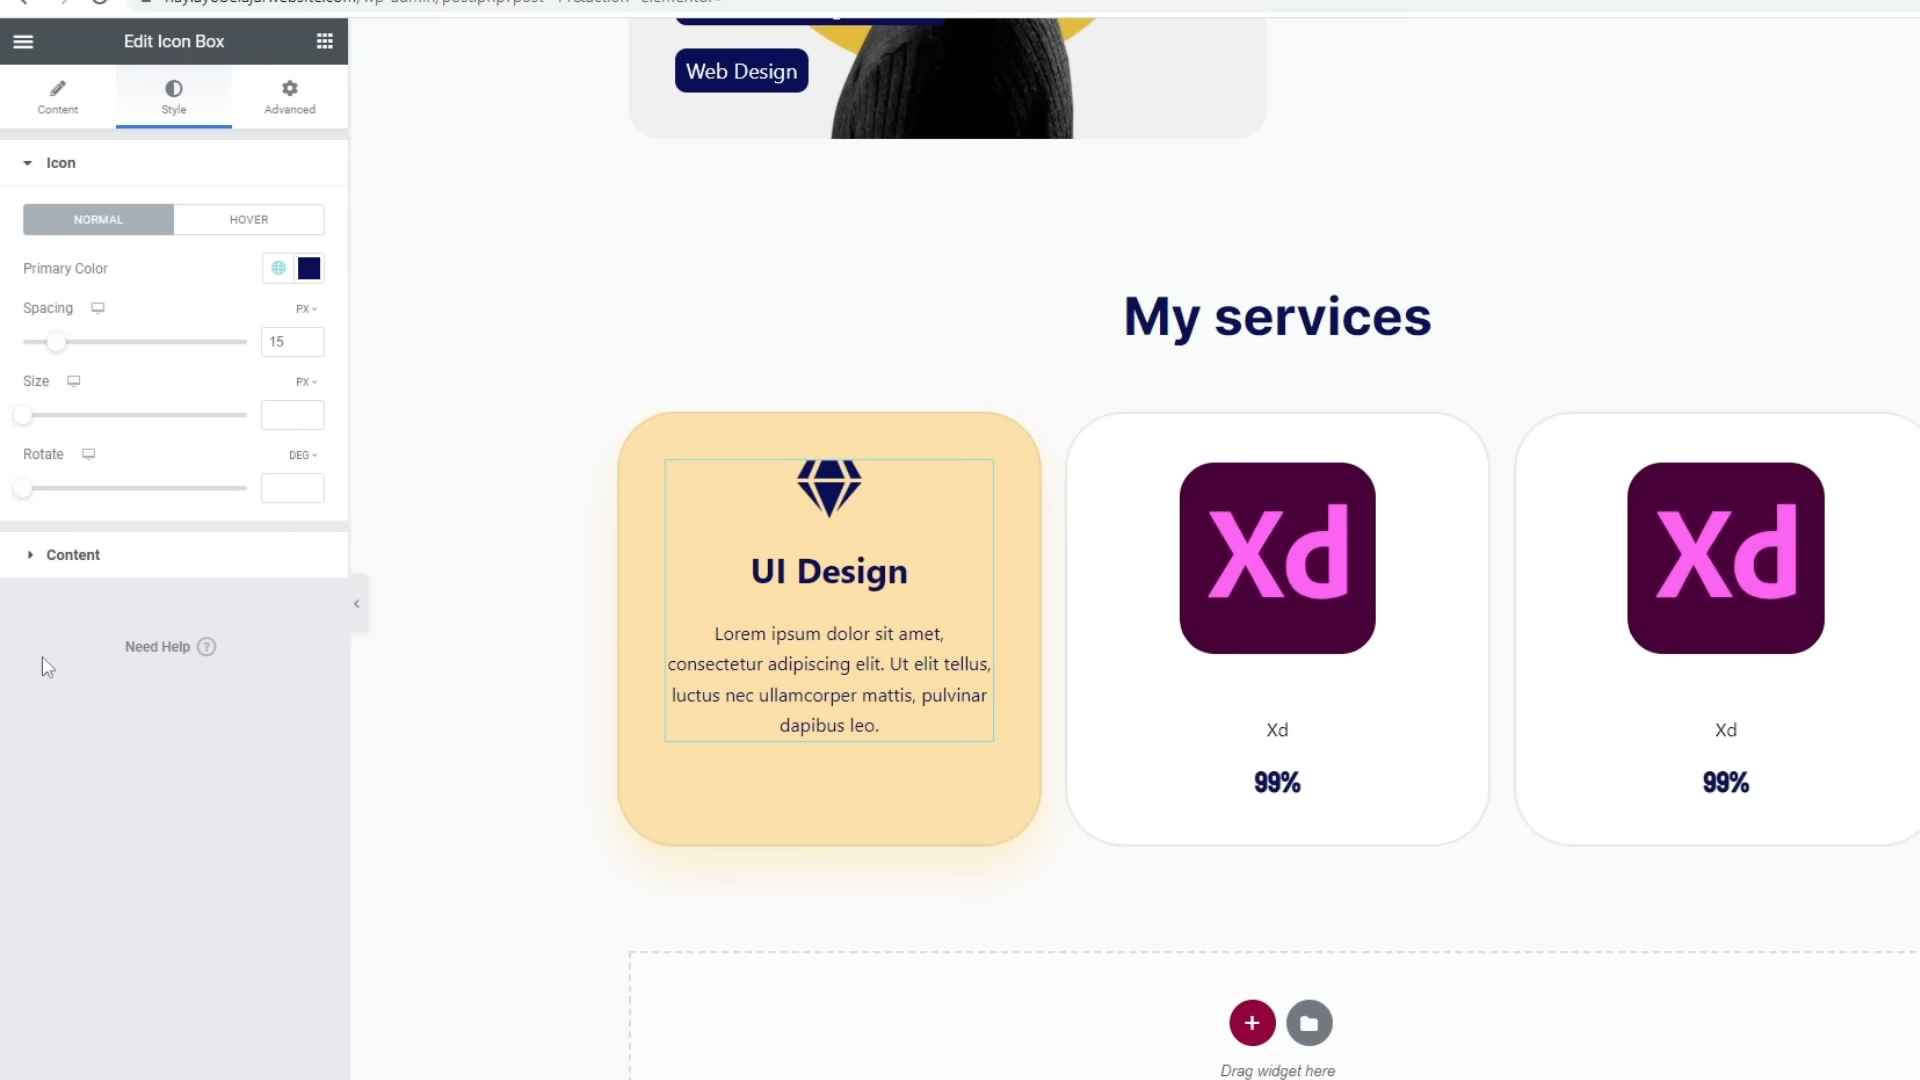 Edit Icon Box
Content
Style
Advanced
Icon
NORMAL
HOVER
Primary Color
Spacing
PX
15
Size
PX
Rotate
DEG
Content
Need Help ?
Web Design
My services
UI Design
Lorem ipsum dolor sit amet,
consectetur adipiscing elit. Ut elit tellus,
luctus nec ullamcorper mattis, pulvinar
dapibus leo.
Xd
Xd
99%
Xd
Xd
99%
Drag widget here